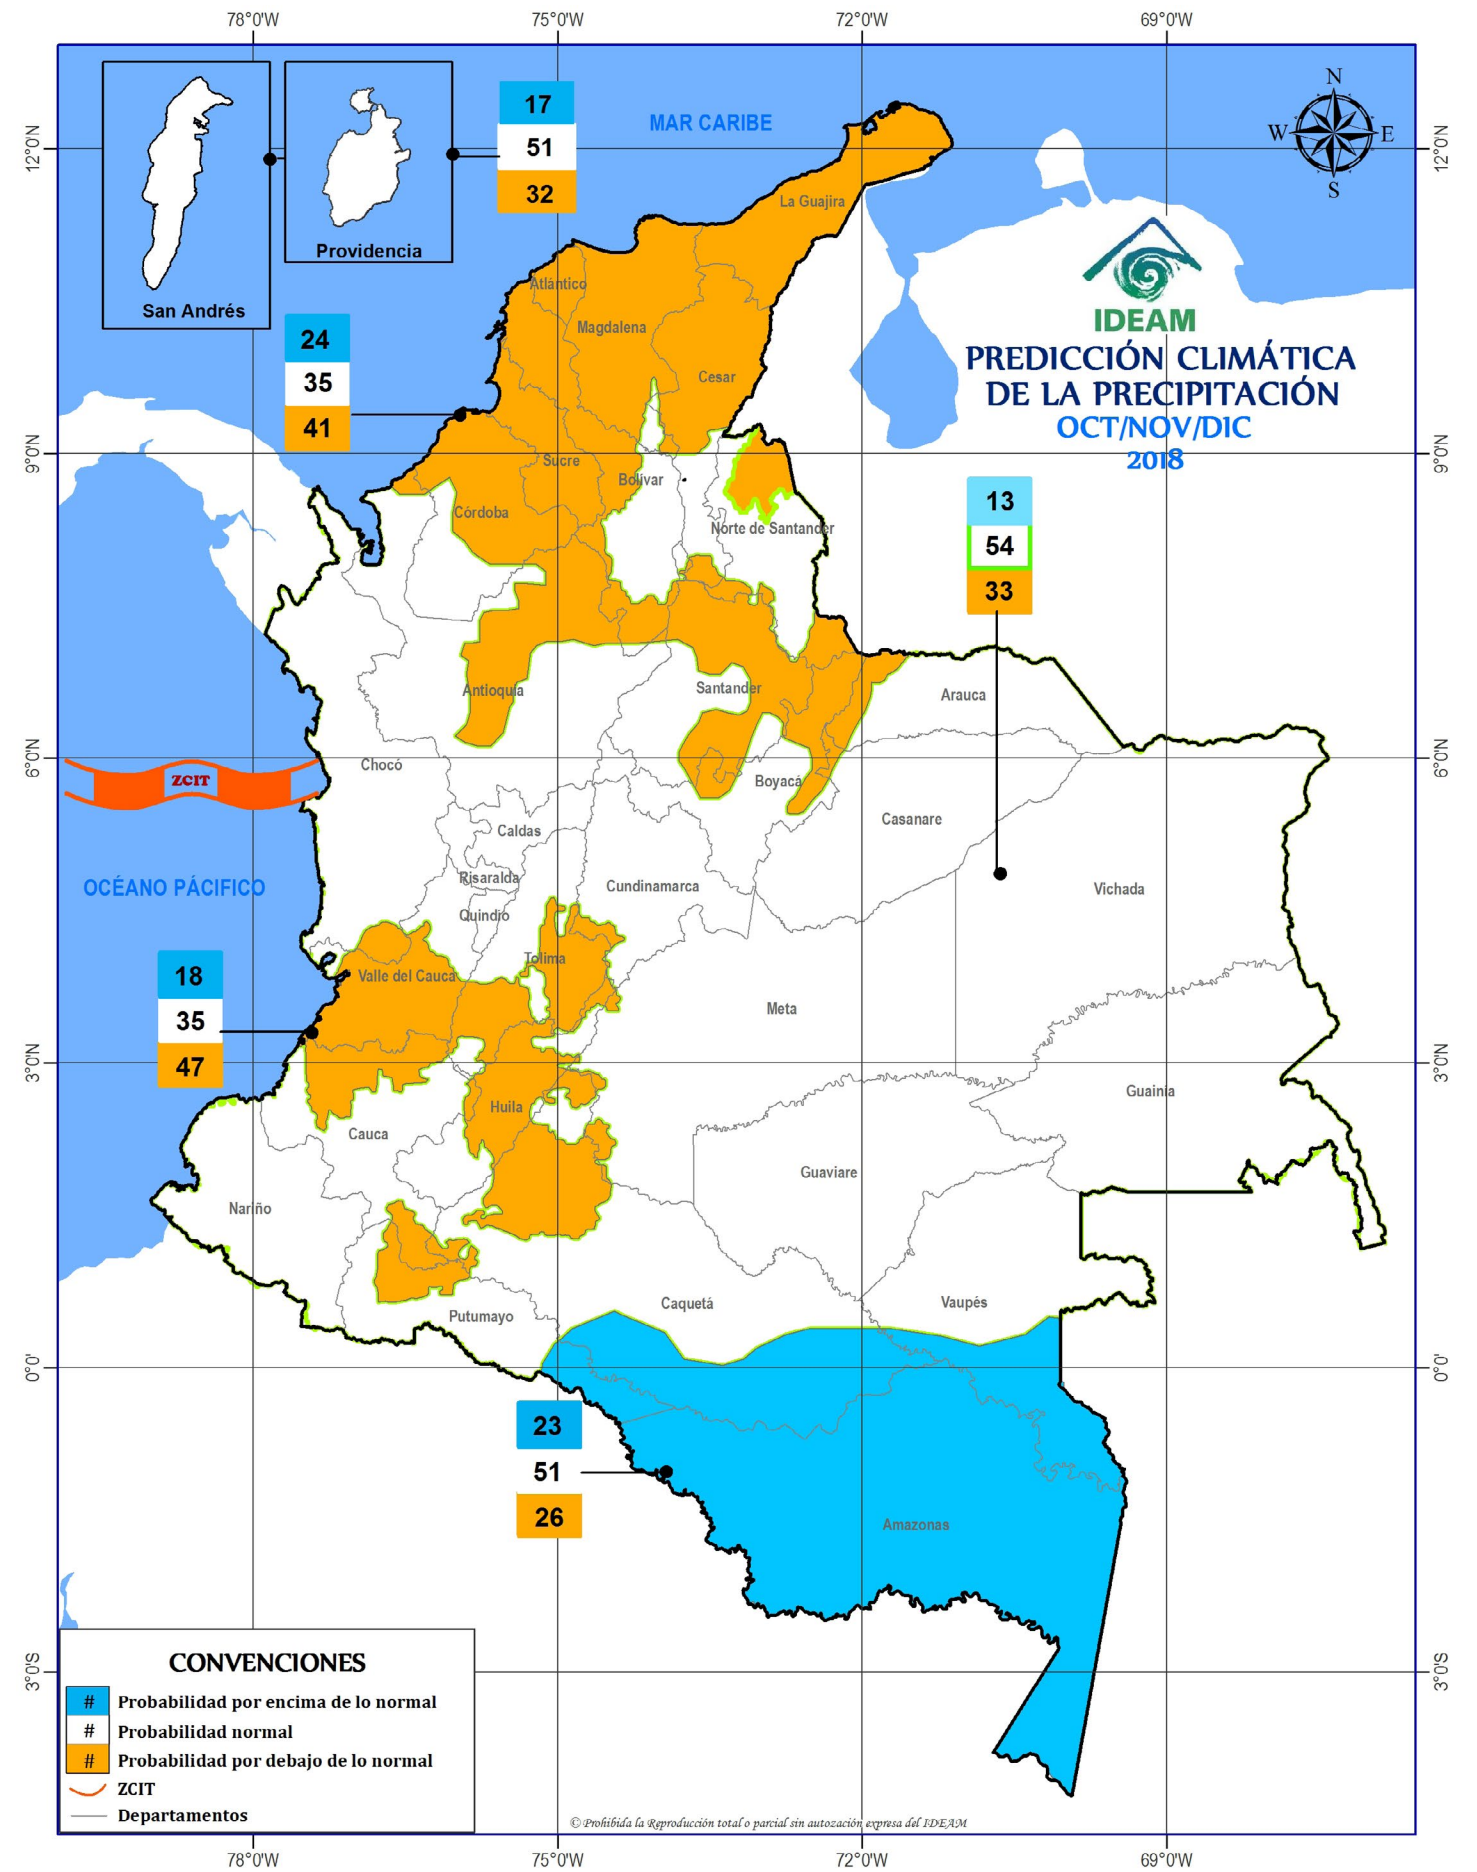 78°0'W
75°0'W
72°0'W
69°0'W
N
W
E
S
12°0'N
12°0'N
17
51
32
MAR CARIBE
La Guajira
Providencia
San Andrés
Atlántico
Magdalena
Cesar
24
35
41
IDEAM
PREDICCIÓN CLIMÁTICA
DE LA PRECIPITACIÓN
OCT/NOV/DIC
2018
9°0'N
9°0'N
Sucre
Bolívar
Córdoba
Norte de Santander
13
54
33
Antioquía
Santander
Arauca
6°0'N
6°0'N
ZCIT
Chocó
Boyacá
Caldas
Casanare
Risaralda
Cundinamarca
Vichada
OCÉANO PÁCIFICO
Quindío
Tolima
Valle del Cauca
18
35
47
Meta
3°0'N
3°0'N
Huila
Guainía
Cauca
Guaviare
Nariño
Caquetá
Vaupés
Putumayo
0°0'
0°0'
23
51
26
Amazonas
3°0'S
3°0'S
CONVENCIONES
# Probabilidad por encima de lo normal
# Probabilidad normal
# Probabilidad por debajo de lo normal
ZCIT
Departamentos
© Prohibida la Reproducción total o parcial sin autozación expresa del IDEAM
78°0'W
75°0'W
72°0'W
69°0'W